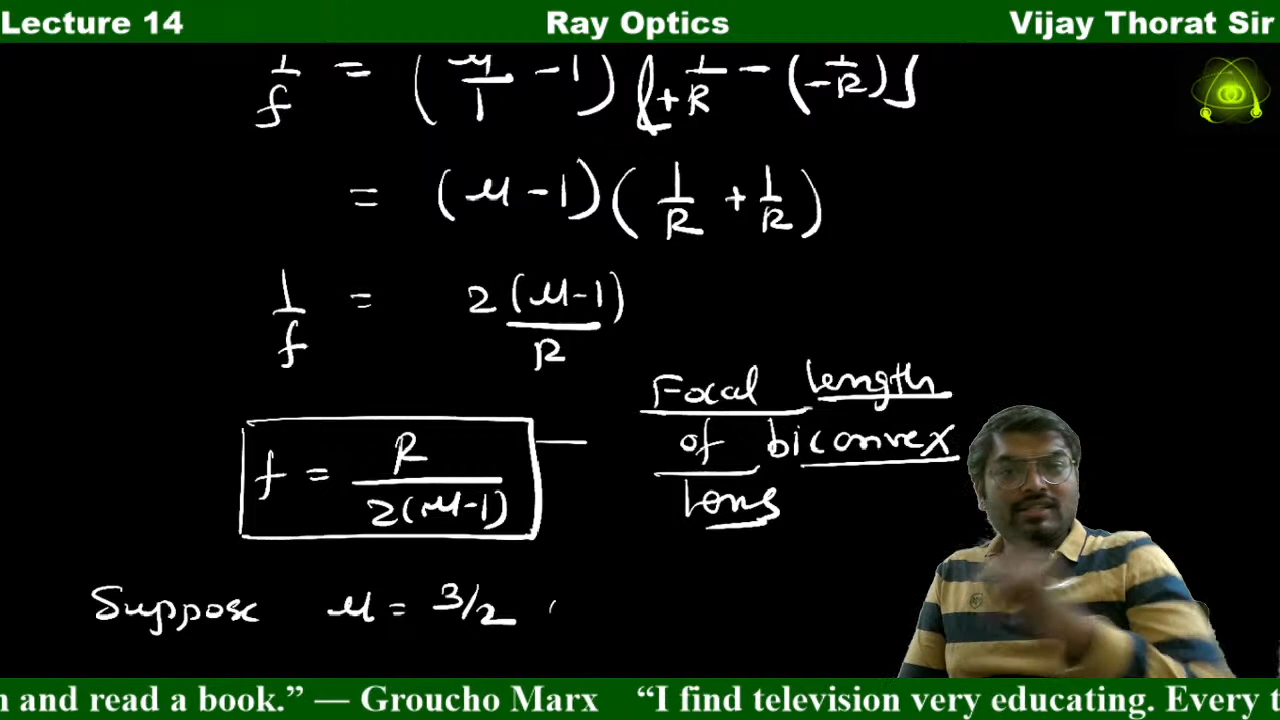 Lecture 14
Ray Optics
Vijay Thorat Sir
1/f = (μ/1 - 1) [+1/R - (1/-R)]
= (μ-1) (1/R + 1/R)
1/f = 2(μ-1)/R
f = R/2(μ-1)
Focal length
of biconvex
lens
Suppose μ = 3/2 (
n and read a book.” — Groucho Marx “I find television very educating. Every t